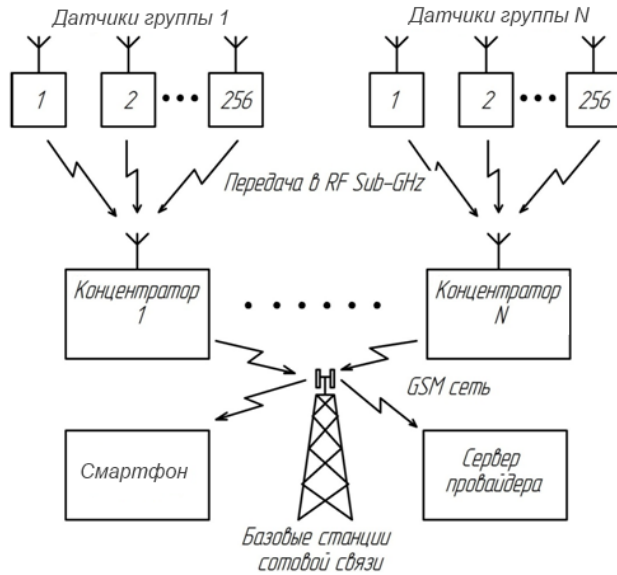 Датчики группы 1
Датчики группы N
1
2
256
1
2
256
Передача в RF Sub-GHz
Концентратор
1
Концентратор
N
GSM сеть
Смартфон
Сервер
провайдера
Базовые станции
сотовой связи